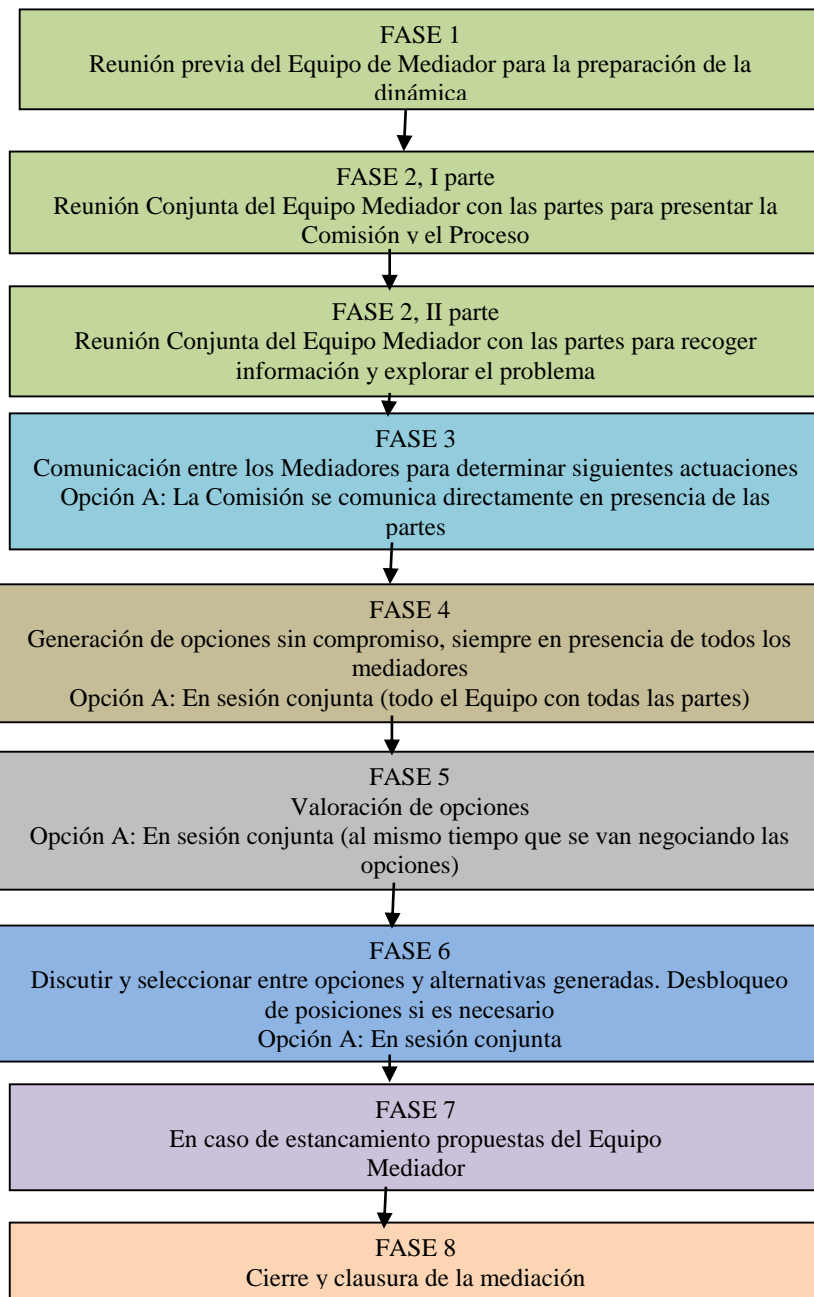 FASE 1
Reunión previa del Equipo de Mediador para la preparación de la
dinámica
FASE 2, I parte
Reunión Conjunta del Equipo Mediador con las partes para presentar la
Comisión y el Proceso
FASE 2, II parte
Reunión Conjunta del Equipo Mediador con las partes para recoger
información y explorar el problema
FASE 3
Comunicación entre los Mediadores para determinar siguientes actuaciones
Opción A: La Comisión se comunica directamente en presencia de las
partes
FASE 4
Generación de opciones sin compromiso, siempre en presencia de todos los
mediadores
Opción A: En sesión conjunta (todo el Equipo con todas las partes)
FASE 5
Valoración de opciones
Opción A: En sesión conjunta (al mismo tiempo que se van negociando las
opciones)
FASE 6
Discutir y seleccionar entre opciones y alternativas generadas. Desbloqueo
de posiciones si es necesario
Opción A: En sesión conjunta
FASE 7
En caso de estancamiento propuestas del Equipo
Mediador
FASE 8
Cierre y clausura de la mediación